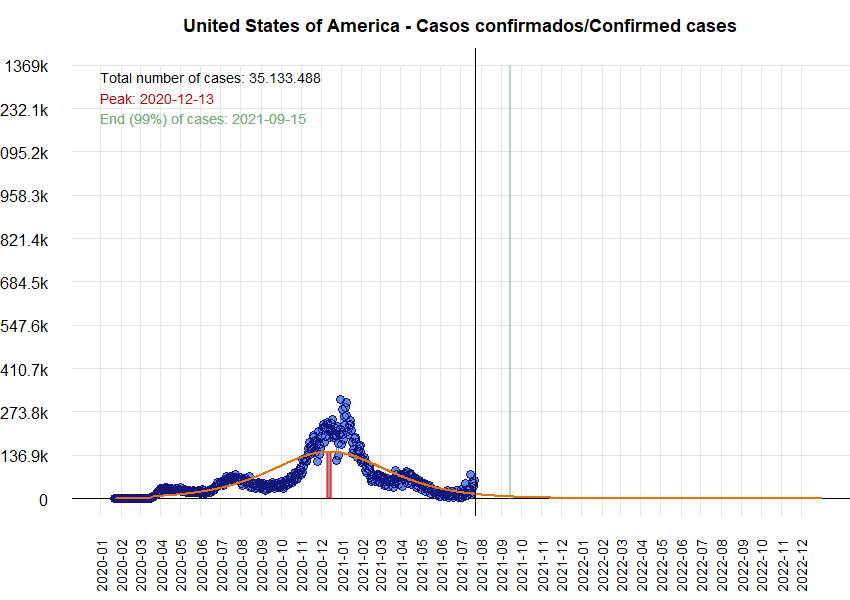 United States of America - Casos confirmados/Confirmed cases
1369k
Total number of cases: 35.133.488
Peak: 2020-12-13
232.1k
End (99%) of cases: 2021-09-15
095.2k
958.3k
821.4k
684.5k
547.6k
410.7k
273.8k
136.9k
0
2020-01
2020-02
2020-03
2020-04
2020-05
2020-06
2020-07
2020-08
2020-09
2020-10
2020-11
2020-12
2021-01
2021-02
2021-03
2021-04
2021-05
2021-06
2021-07
2021-08
2021-09
2021-10
2021-11
2021-12
2022-01
2022-02
2022-03
2022-04
2022-05
2022-06
2022-07
2022-08
2022-09
2022-10
2022-11
2022-12